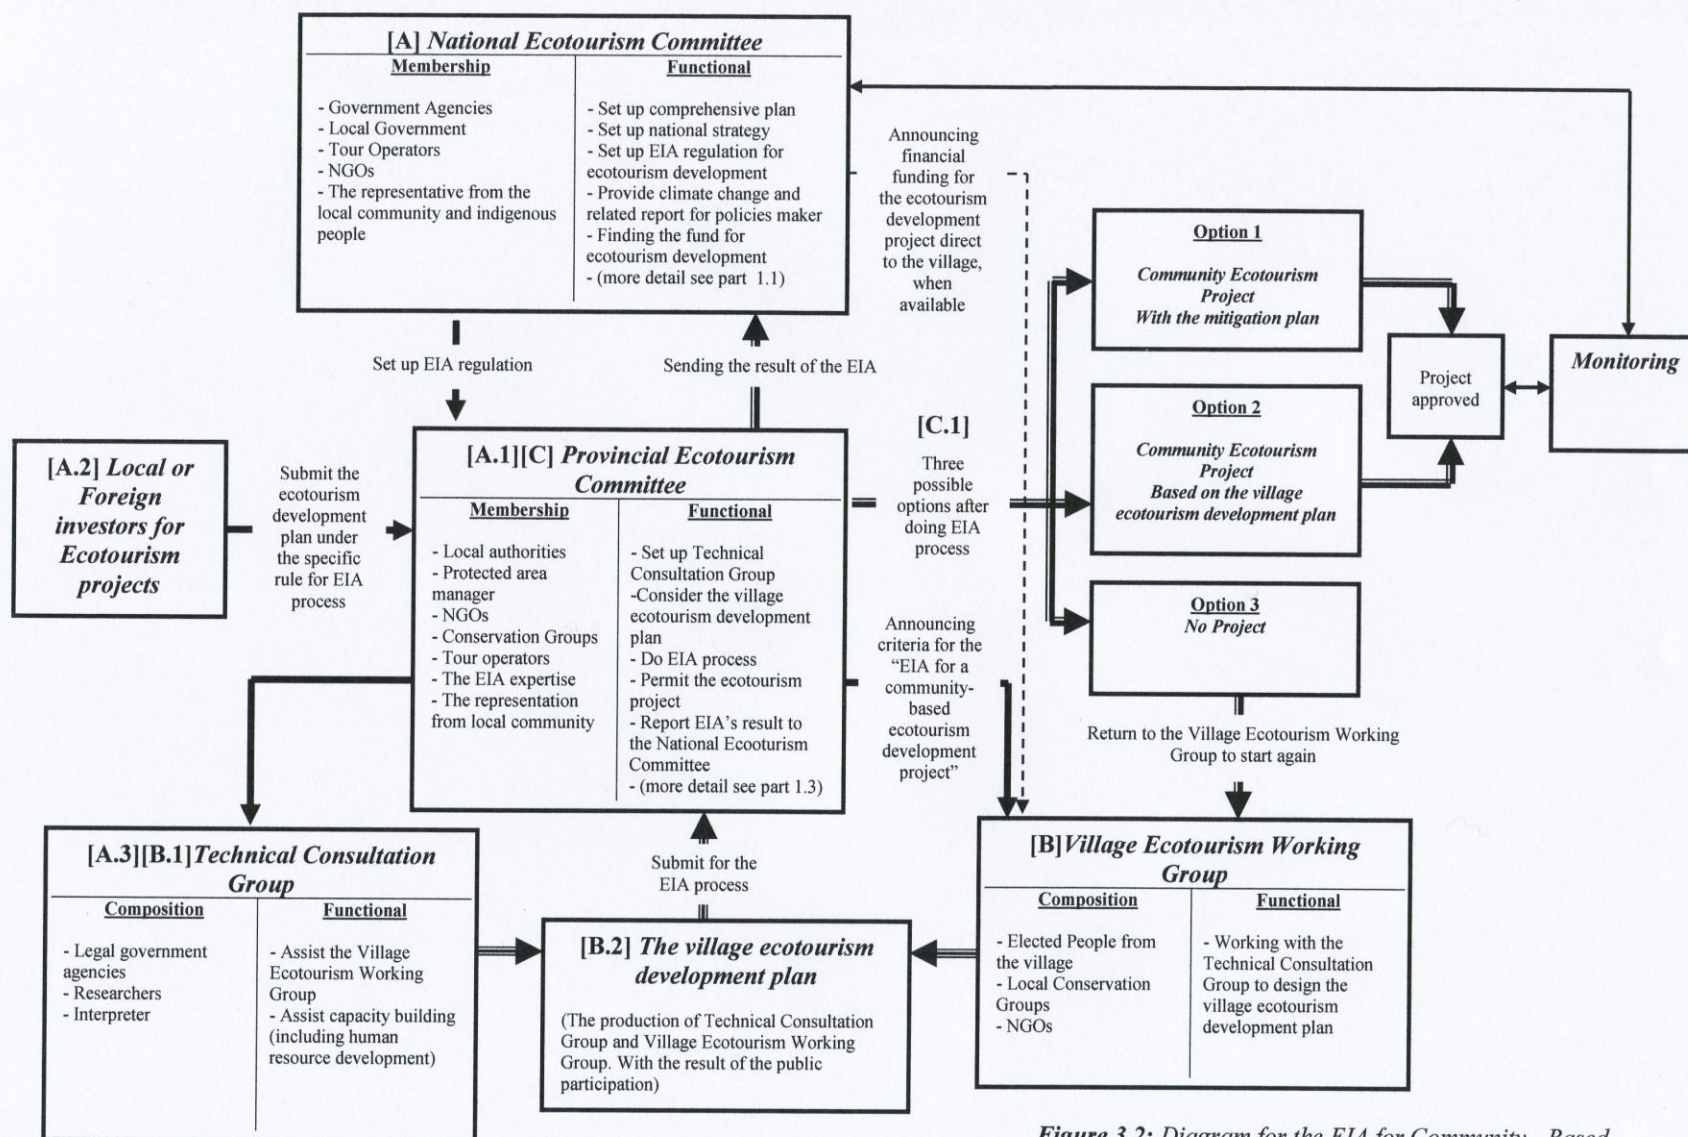 [A] National Ecotourism Committee
Membership
- Government Agencies
- Local Government
- Tour Operators
- NGOs
- The representative from the
local community and indigenous
people
Functional
- Set up comprehensive plan
- Set up national strategy
- Set up EIA regulation for
ecotourism development
- Provide climate change and
related report for policies maker
- Finding the fund for
ecotourism development
- (more detail see part 1.1)
Announcing
financial
funding for
the ecotourism
development
project direct
to the village,
when
available
Set up EIA regulation
Sending the result of the EIA
[A.2] Local or
Foreign
investors for
Ecotourism
projects
Submit the
ecotourism
development
plan under
the specific
rule for EIA
process
[A.1][C] Provincial Ecotourism
Committee
Membership
- Local authorities
- Protected area
manager
- NGOs
- Conservation Groups
- Tour operators
- The EIA expertise
- The representation
from local community
Functional
- Set up Technical
Consultation Group
-Consider the village
ecotourism development
plan
- Do EIA process
- Permit the ecotourism
project
- Report EIA's result to
the National Ecooturism
Committee
- (more detail see part 1.3)
[C.1]
Three
possible
options after
doing EIA
process
Announcing
criteria for the
“EIA for a
community-
based
ecotourism
development
project”
Option 1
Community Ecotourism
Project
With the mitigation plan
Option 2
Community Ecotourism
Project
Based on the village
ecotourism development plan
Option 3
No Project
Project
approved
Monitoring
Return to the Village Ecotourism Working
Group to start again
[A.3][B.1]Technical Consultation
Group
Composition
- Legal government
agencies
- Researchers
- Interpreter
Functional
- Assist the Village
Ecotourism Working
Group
- Assist capacity building
(including human
resource development)
Submit for the
EIA process
[B.2] The village ecotourism
development plan
(The production of Technical Consultation
Group and Village Ecotourism Working
Group. With the result of the public
participation)
[B]Village Ecotourism Working
Group
Composition
- Elected People from
the village
- Local Conservation
Groups
- NGOs
Functional
- Working with the
Technical Consultation
Group to design the
village ecotourism
development plan
Figure 3.2: Diagram for the EIA for Community - Based